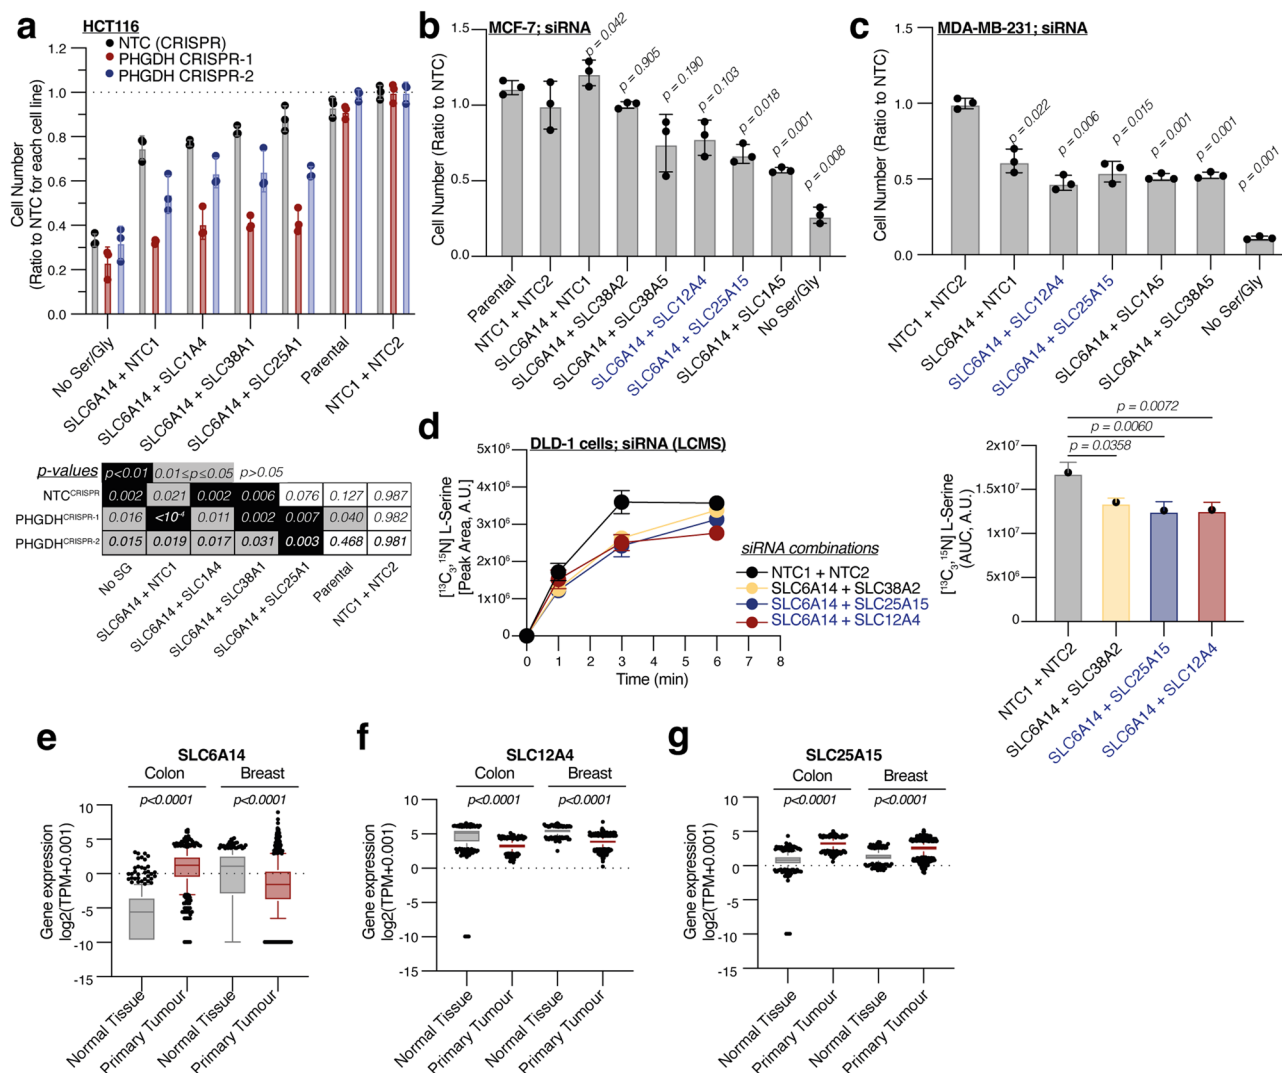 a
HCT116
NTC (CRISPR)
PHGDH CRISPR-1
PHGDH CRISPR-2
Cell Number
(Ratio to NTC for each cell line)
1.2
1.0
0.8
0.6
0.4
0.2
0.0
No Ser/Gly
SLC6A14 + NTC1
SLC6A14 + SLC1A4
SLC6A14 + SLC38A1
SLC6A14 + SLC25A1
Parental
NTC1 + NTC2
p-values
p<0.01
0.01≤p≤0.05
p>0.05
NTCCRISPR 0.002 0.021 0.002 0.006 0.076 0.127 0.987
PHGDHCRISPR-1 0.016 <10-4 0.011 0.002 0.007 0.040 0.982
PHGDHCRISPR-2 0.015 0.019 0.017 0.031 0.003 0.468 0.981
No SG
SLC6A14 + NTC1
SLC6A14 + SLC1A4
SLC6A14 + SLC38A1
SLC6A14 + SLC25A1
Parental
NTC1 + NTC2
b
MCF-7; siRNA
Cell Number (Ratio to NTC)
1.5
1.0
0.5
0.0
p = 0.042
p = 0.905
p = 0.190
p = 0.103
p = 0.018
p = 0.001
p = 0.008
Parental
NTC1 + NTC2
SLC6A14 + NTC1
SLC6A14 + SLC38A2
SLC6A14 + SLC38A5
SLC6A14 + SLC12A4
SLC6A14 + SLC25A15
SLC6A14 + SLC1A5
No Ser/Gly
c
MDA-MB-231; siRNA
Cell Number (Ratio to NTC)
1.5
1.0
0.5
0.0
p = 0.022
p = 0.006
p = 0.015
p = 0.001
p = 0.001
p = 0.001
NTC1 + NTC2
SLC6A14 + NTC1
SLC6A14 + SLC12A4
SLC6A14 + SLC25A15
SLC6A14 + SLC1A5
SLC6A14 + SLC38A5
No Ser/Gly
d
DLD-1 cells; siRNA (LCMS)
[13C3,15N] L-Serine
[Peak Area, A.U.]
5x10⁶
4x10⁶
3x10⁶
2x10⁶
1x10⁶
0
0 1 2 3 4 5 6 7 8
Time (min)
siRNA combinations
NTC1 + NTC2
SLC6A14 + SLC38A2
SLC6A14 + SLC25A15
SLC6A14 + SLC12A4
p = 0.0072
p = 0.0060
p = 0.0358
[13C3,15N] L-Serine
(AUC, A.U.)
2x10⁷
1.5x10⁷
1x10⁷
5x10⁶
0
NTC1 + NTC2
SLC6A14 + SLC38A2
SLC6A14 + SLC25A15
SLC6A14 + SLC12A4
e
SLC6A14
Colon Breast
p<0.0001 p<0.0001
Gene expression
log2(TPM+0.001)
10
5
0
-5
-10
-15
Normal Tissue
Primary Tumour
Normal Tissue
Primary Tumour
f
SLC12A4
Colon Breast
p<0.0001 p<0.0001
Gene expression
log2(TPM+0.001)
10
5
0
-5
-10
-15
Normal Tissue
Primary Tumour
Normal Tissue
Primary Tumour
g
SLC25A15
Colon Breast
p<0.0001 p<0.0001
Gene expression
log2(TPM+0.001)
10
5
0
-5
-10
-15
Normal Tissue
Primary Tumour
Normal Tissue
Primary Tumour